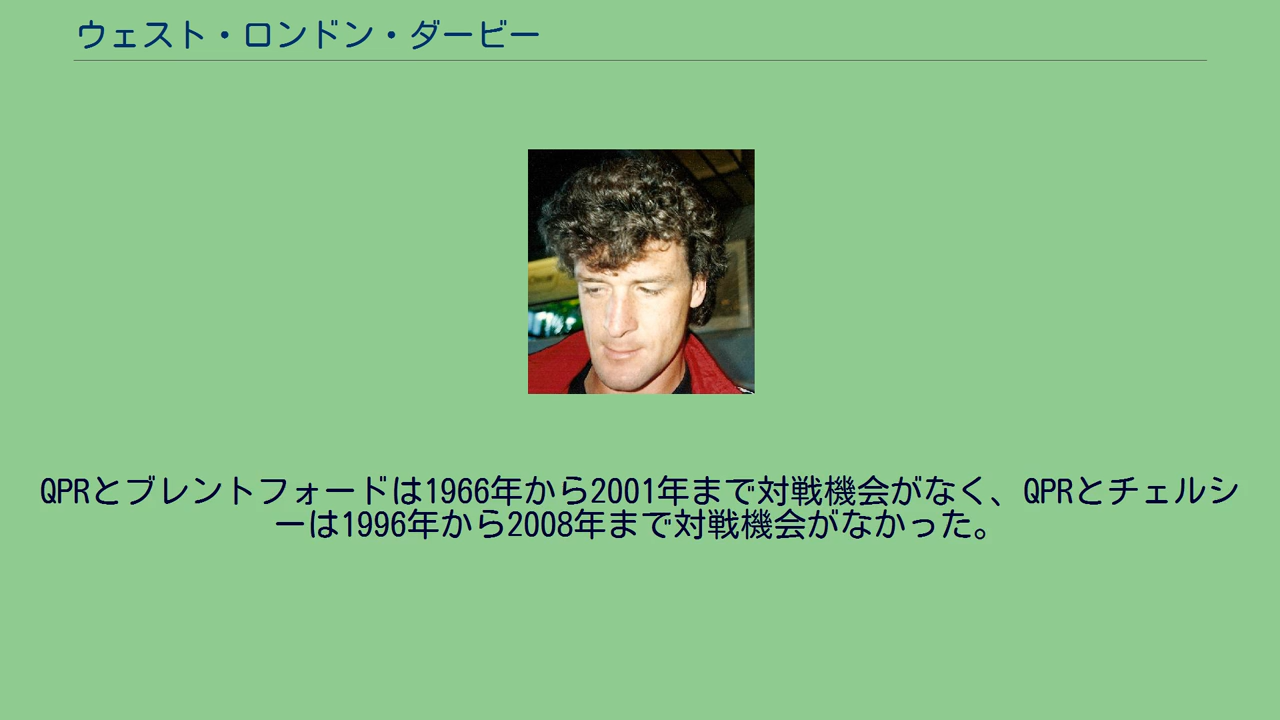 ウェスト・ロンドン・ダービー
QPRとブレントフォードは1966年から2001年まで対戦機会がなく、QPRとチェルシ
ーは1996年から2008年まで対戦機会がなかった。